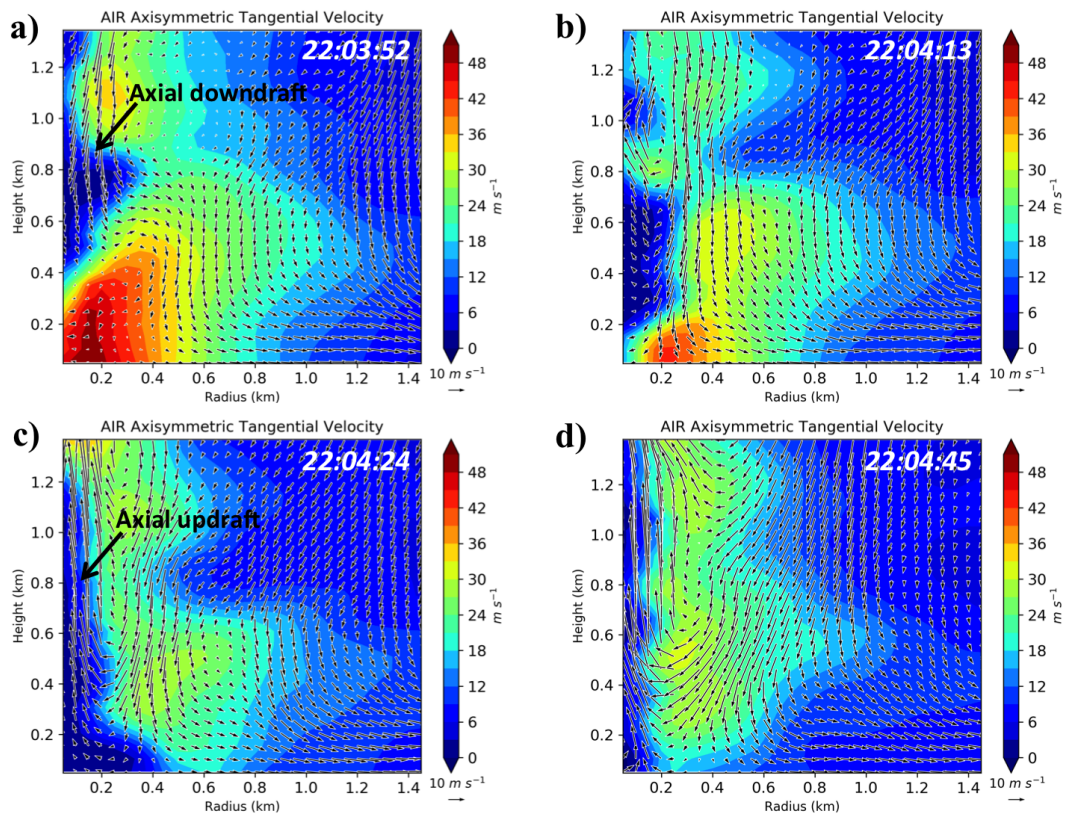 a)
AIR Axisymmetric Tangential Velocity
22:03:52
Axial downdraft
Height (km)
1.2
1.0
0.8
0.6
0.4
0.2
0.2 0.4 0.6 0.8 1.0 1.2 1.4
Radius (km)
48
42
36
30
24
18
12
6
0
m s⁻¹
10 m s⁻¹
b)
AIR Axisymmetric Tangential Velocity
22:04:13
Height (km)
1.2
1.0
0.8
0.6
0.4
0.2
0.2 0.4 0.6 0.8 1.0 1.2 1.4
Radius (km)
48
42
36
30
24
18
12
6
0
m s⁻¹
10 m s⁻¹
c)
AIR Axisymmetric Tangential Velocity
22:04:24
Axial updraft
Height (km)
1.2
1.0
0.8
0.6
0.4
0.2
0.2 0.4 0.6 0.8 1.0 1.2 1.4
Radius (km)
48
42
36
30
24
18
12
6
0
m s⁻¹
10 m s⁻¹
d)
AIR Axisymmetric Tangential Velocity
22:04:45
Height (km)
1.2
1.0
0.8
0.6
0.4
0.2
0.2 0.4 0.6 0.8 1.0 1.2 1.4
Radius (km)
48
42
36
30
24
18
12
6
0
m s⁻¹
10 m s⁻¹